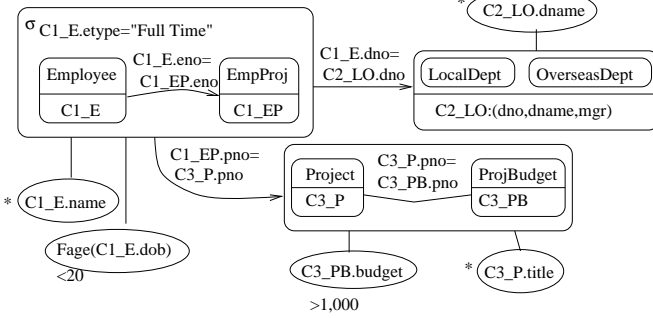 * C2_LO.dname
σ C1_E.etype="Full Time"
Employee
C1_E
C1_E.eno=
C1_EP.eno
EmpProj
C1_EP
C1_E.dno=
C2_LO.dno
LocalDept
OverseasDept
C2_LO:(dno,dname,mgr)
* C1_E.name
Fage(C1_E.dob)
<20
C1_EP.pno=
C3_P.pno
Project
C3_P
C3_P.pno=
C3_PB.pno
ProjBudget
C3_PB
C3_PB.budget
>1,000
* C3_P.title